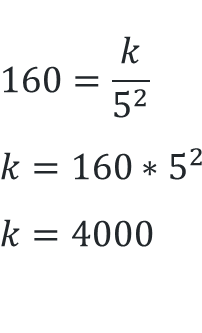 160 = k/5²
k = 160 * 5²
k = 4000